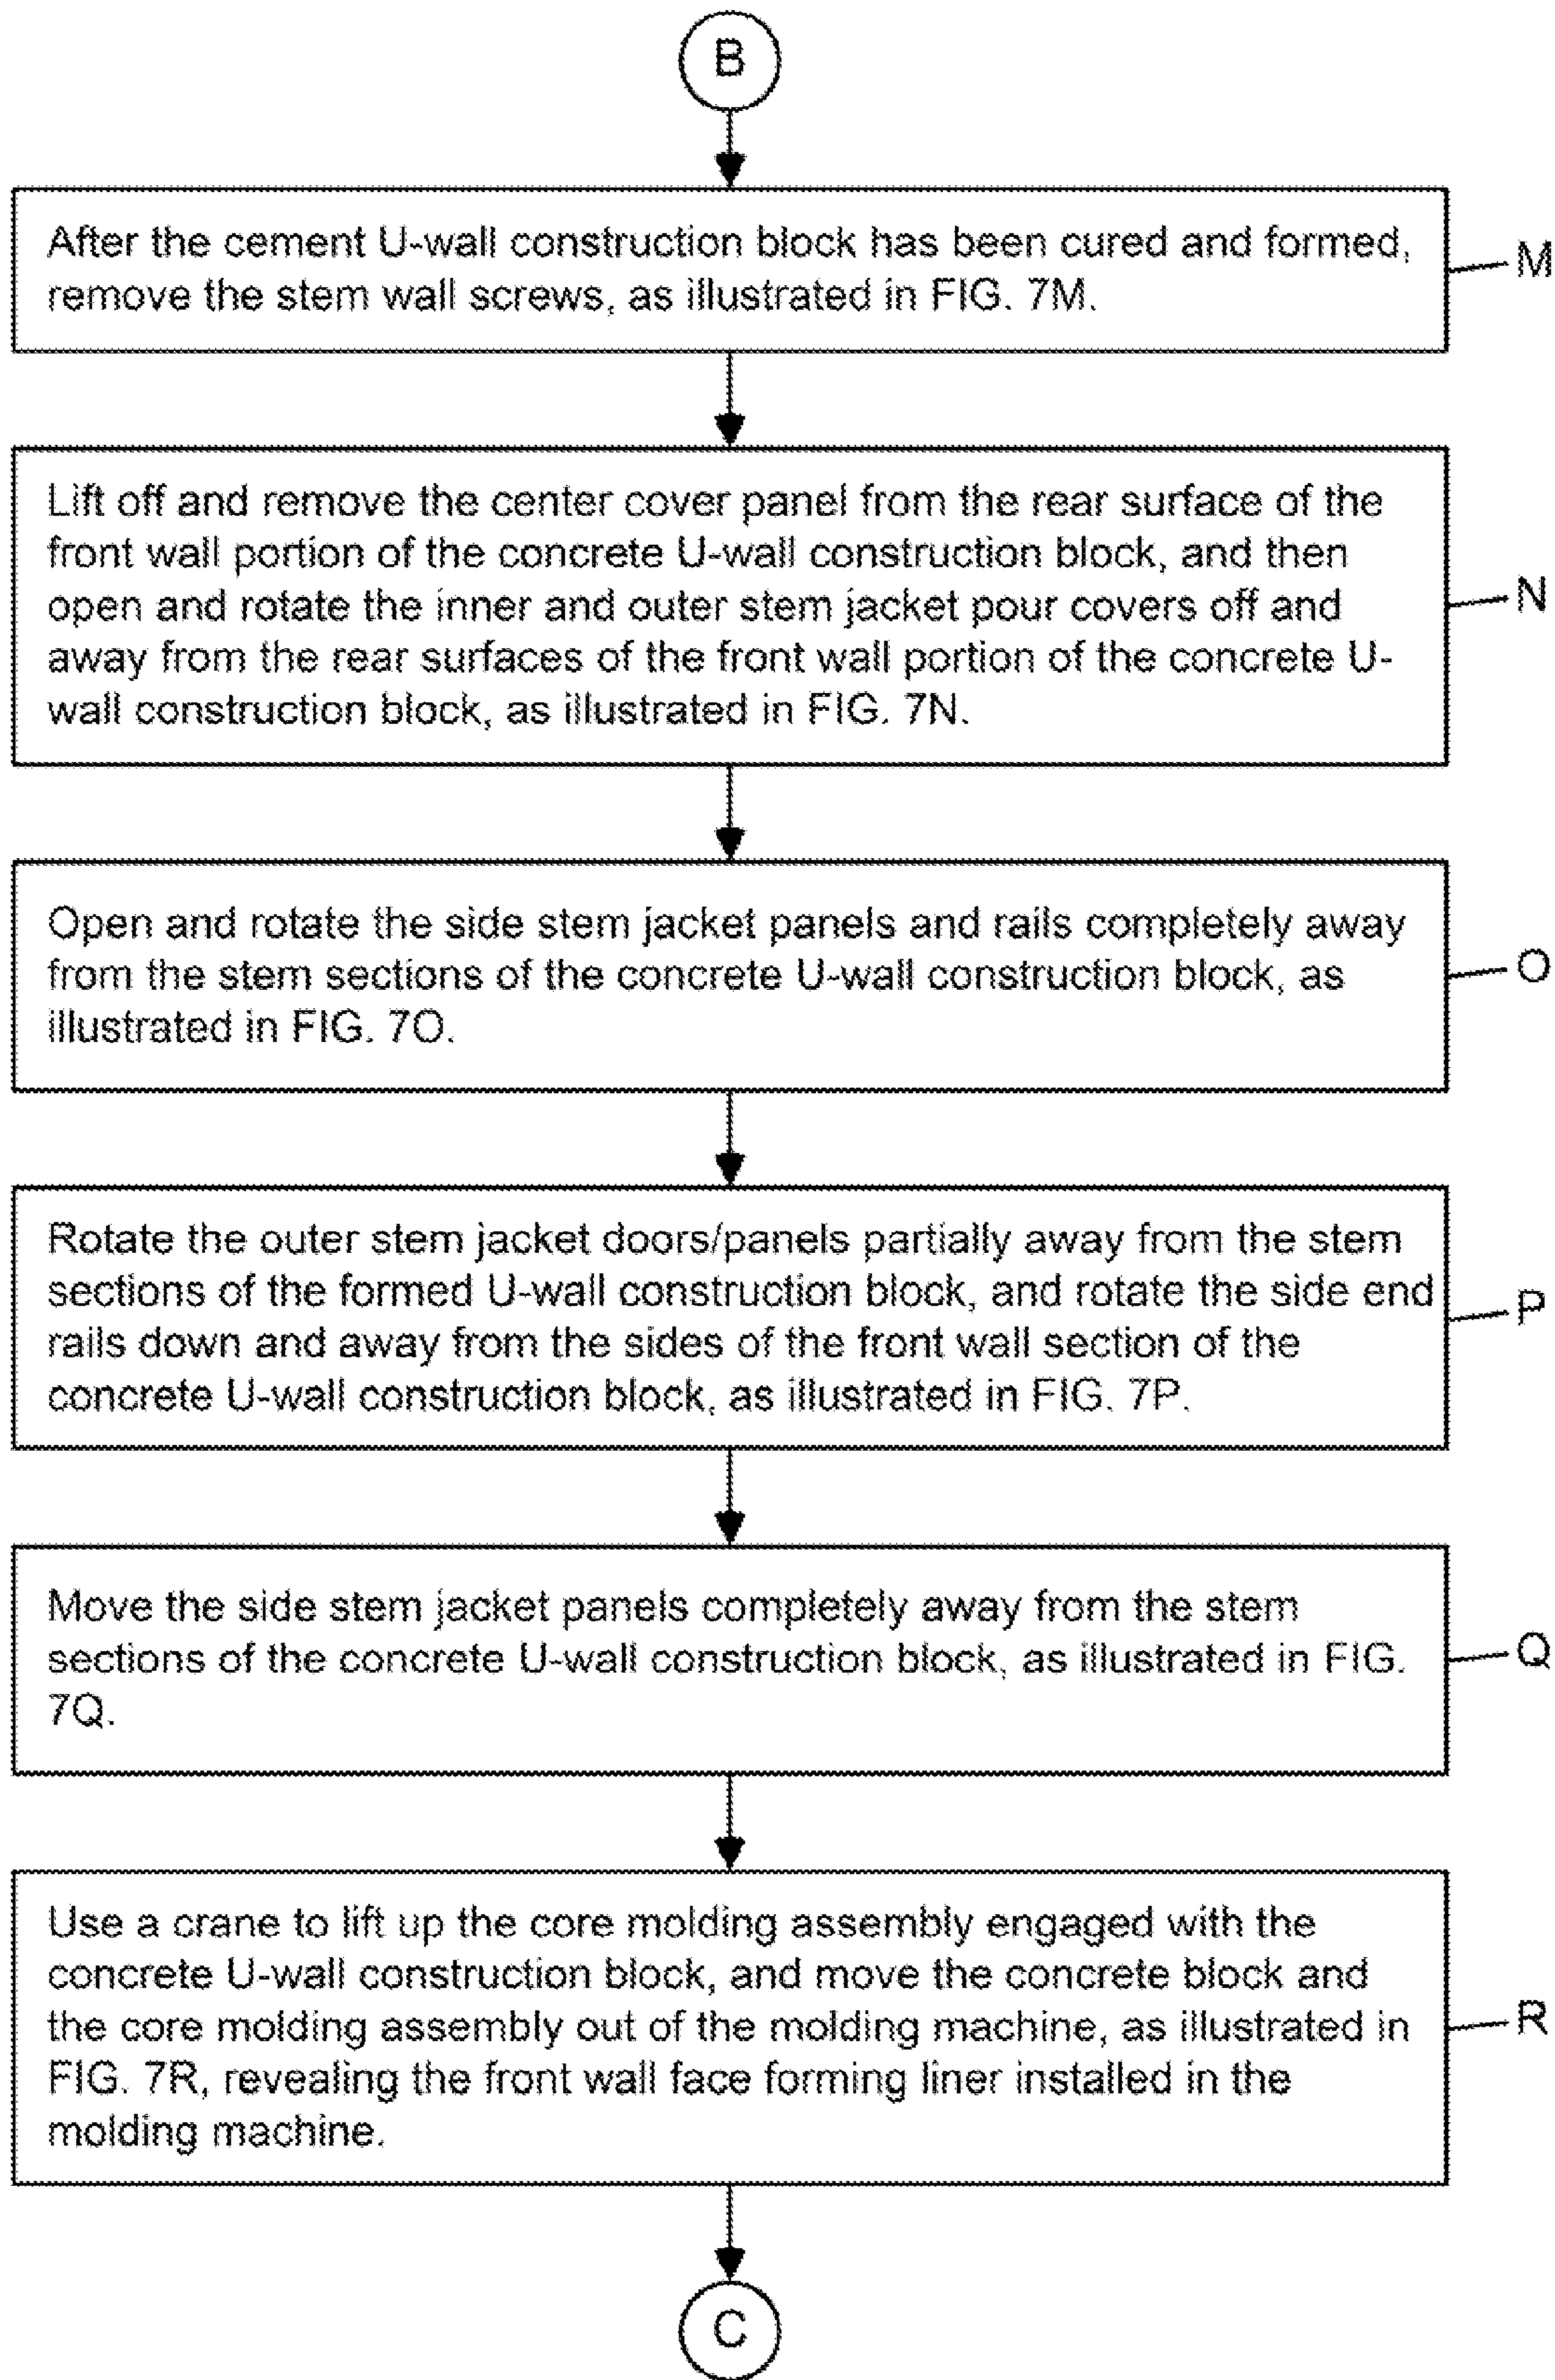 B
After the cement U-wall construction block has been cured and formed,
remove the stem wall screws, as illustrated in FIG. 7M.
M
Lift off and remove the center cover panel from the rear surface of the
front wall portion of the concrete U-wall construction block, and then
open and rotate the inner and outer stem jacket pour covers off and
away from the rear surfaces of the front wall portion of the concrete U-
wall construction block, as illustrated in FIG. 7N.
N
Open and rotate the side stem jacket panels and rails completely away
from the stem sections of the concrete U-wall construction block, as
illustrated in FIG. 7O.
O
Rotate the outer stem jacket doors/panels partially away from the stem
sections of the formed U-wall construction block, and rotate the side end
rails down and away from the sides of the front wall section of the
concrete U-wall construction block, as illustrated in FIG. 7P.
P
Move the side stem jacket panels completely away from the stem
sections of the concrete U-wall construction block, as illustrated in FIG.
7Q.
Q
Use a crane to lift up the core molding assembly engaged with the
concrete U-wall construction block, and move the concrete block and
the core molding assembly out of the molding machine, as illustrated in
FIG. 7R, revealing the front wall face forming liner installed in the
molding machine.
R
C